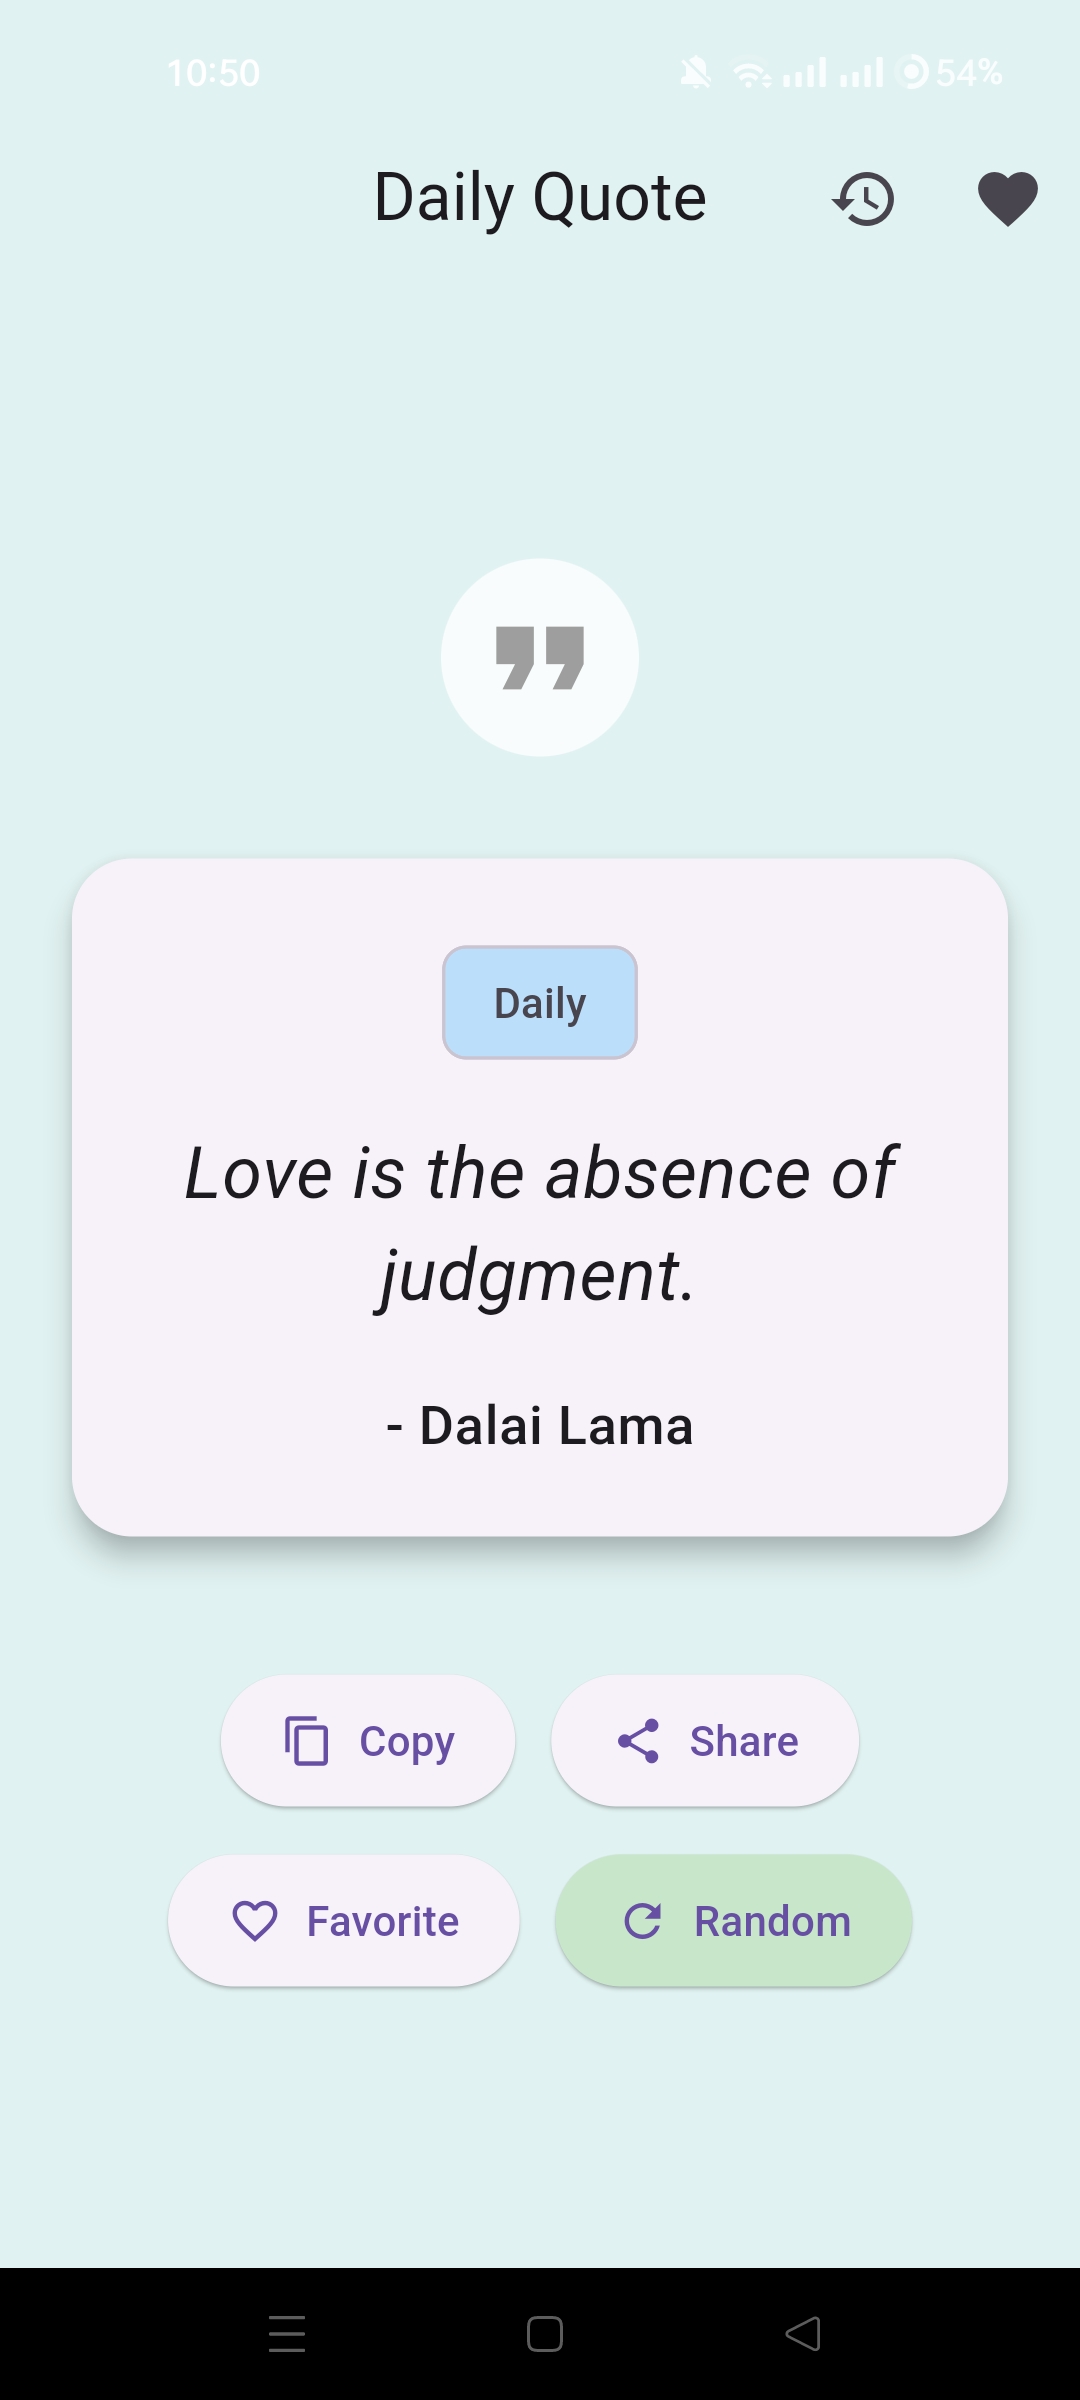 10:50 54%
Daily Quote
Daily
Love is the absence of
judgment.
- Dalai Lama
Copy Share
Favorite Random